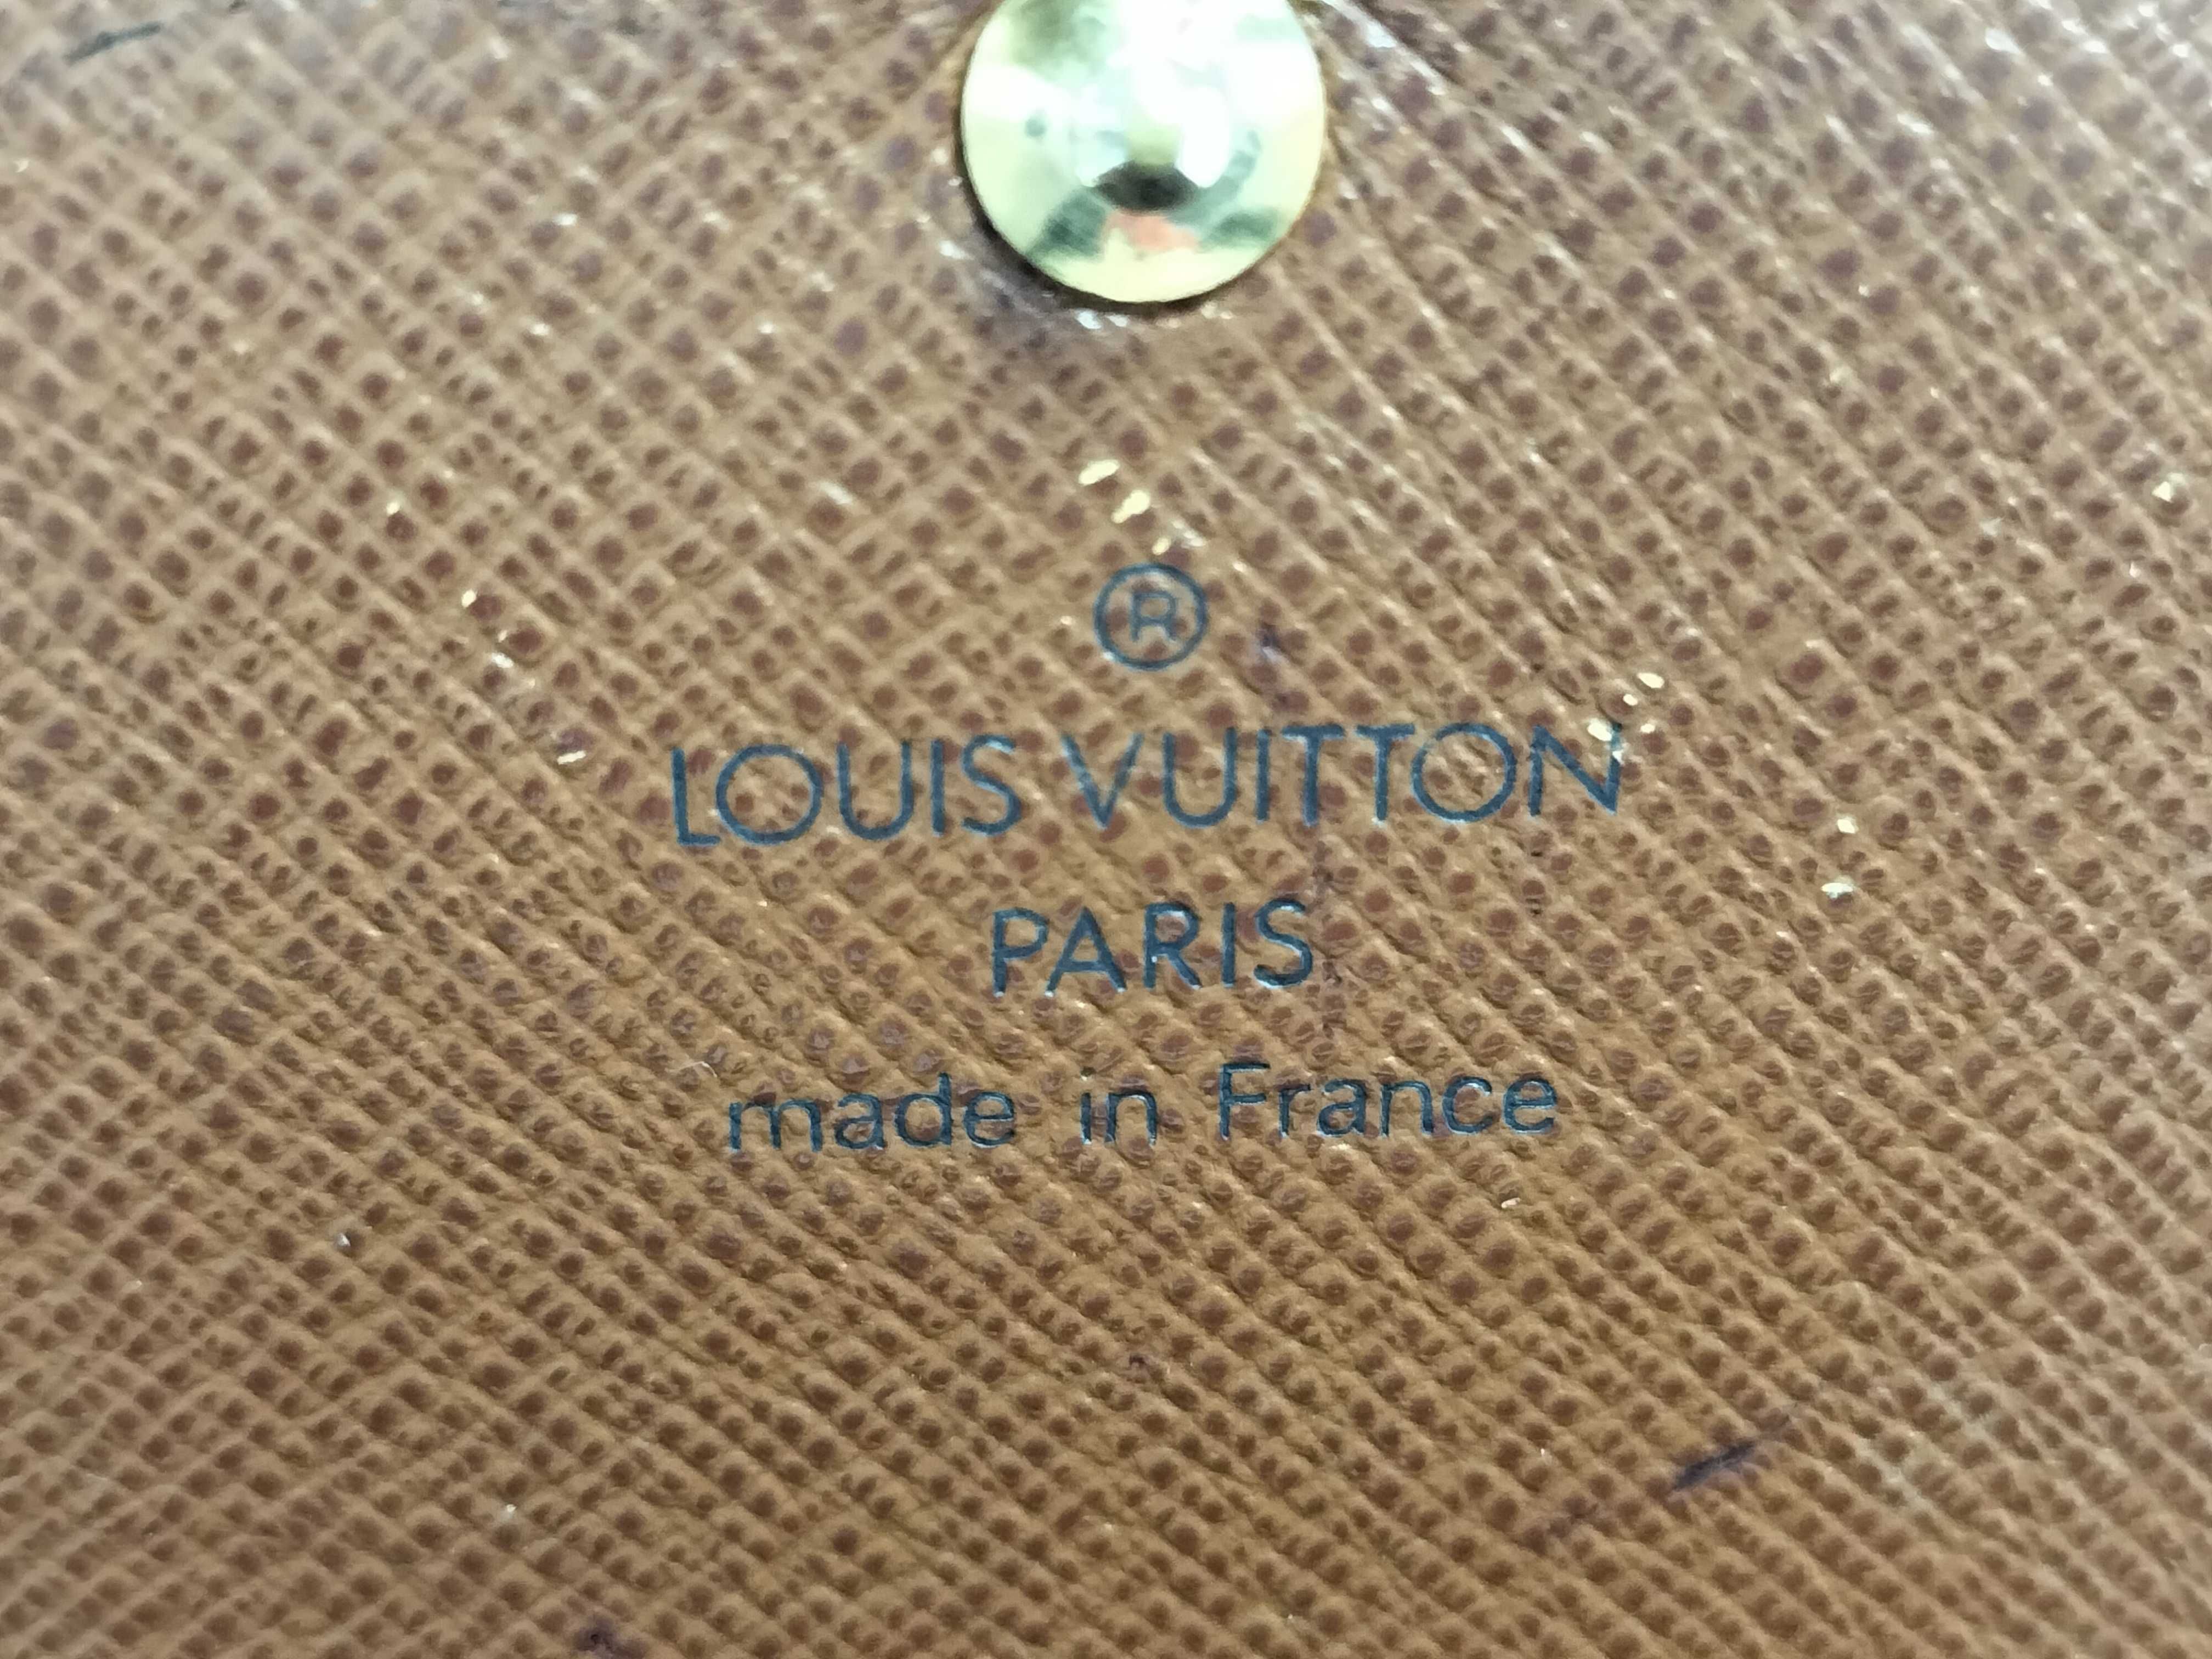 ®
LOUIS VUITTON
PARIS
made in France